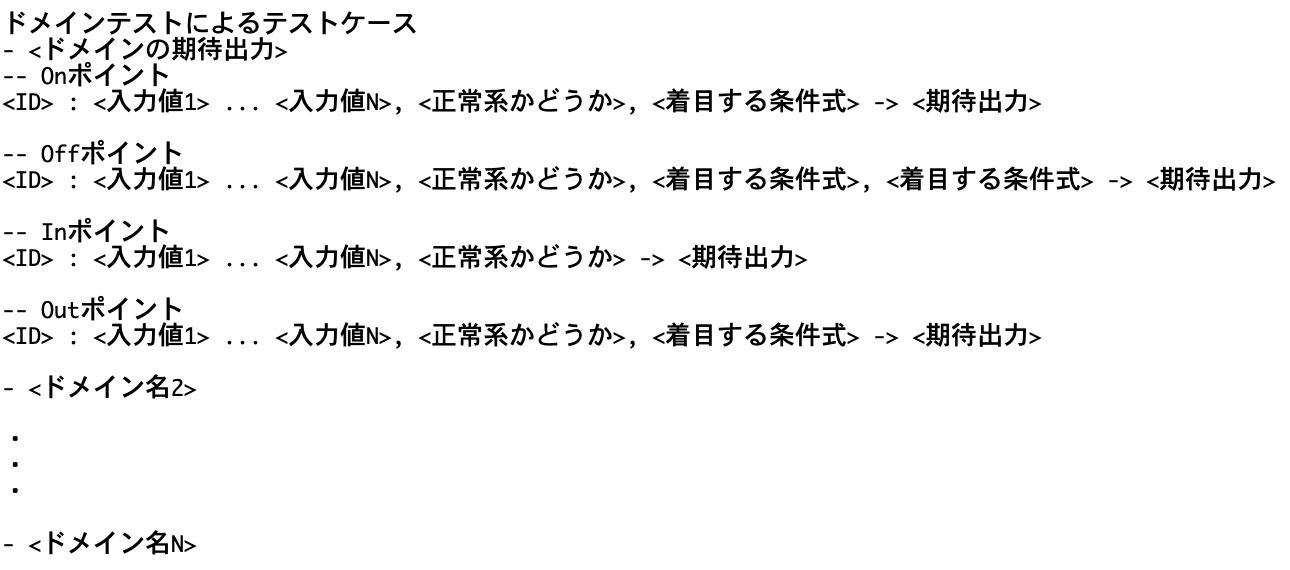 ドメインテストによるテストケース
- <ドメインの期待出力>
-- Onポイント
<ID> : <入力値1> ... <入力値N>, <正常系かどうか>, <着目する条件式> -> <期待出力>
-- Offポイント
<ID> : <入力値1> ... <入力値N>, <正常系かどうか>, <着目する条件式>, <着目する条件式> -> <期待出力>
-- Inポイント
<ID> : <入力値1> ... <入力値N>, <正常系かどうか> -> <期待出力>
-- Outポイント
<ID> : <入力値1> ... <入力値N>, <正常系かどうか>, <着目する条件式> -> <期待出力>
- <ドメイン名2>
・
・
・
- <ドメイン名N>